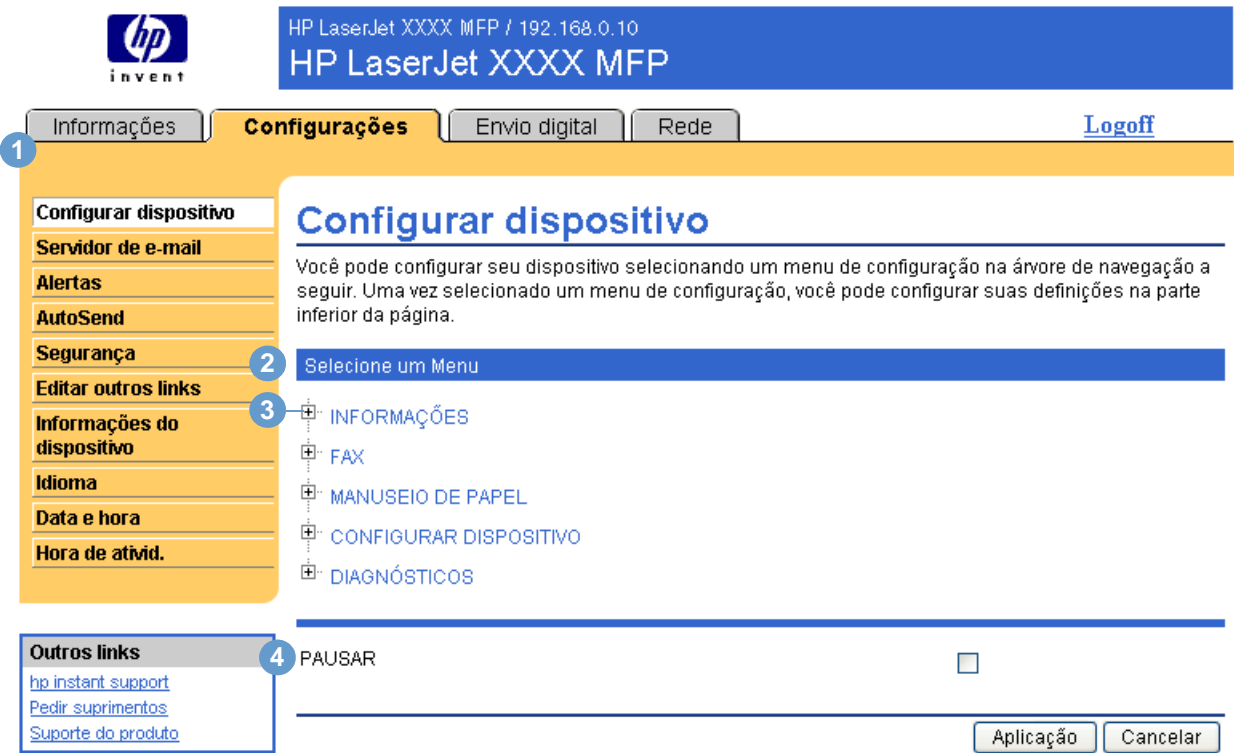 hp
invent
HP LaserJet XXXX MFP / 192.168.0.10
HP LaserJet XXXX MFP
Informações
Configurações
Envio digital
Rede
Logoff
1
Configurar dispositivo
Servidor de e-mail
Alertas
AutoSend
Segurança
Editar outros links
Informações do
dispositivo
Idioma
Data e hora
Hora de ativid.
Outros links
hp instant support
Pedir suprimentos
Suporte do produto
Configurar dispositivo
Você pode configurar seu dispositivo selecionando um menu de configuração na árvore de navegação a
seguir. Uma vez selecionado um menu de configuração, você pode configurar suas definições na parte
inferior da página.
2
Selecione um Menu
3
INFORMAÇÕES
FAX
MANUSEIO DE PAPEL
CONFIGURAR DISPOSITIVO
DIAGNÓSTICOS
4
PAUSAR
Aplicação
Cancelar